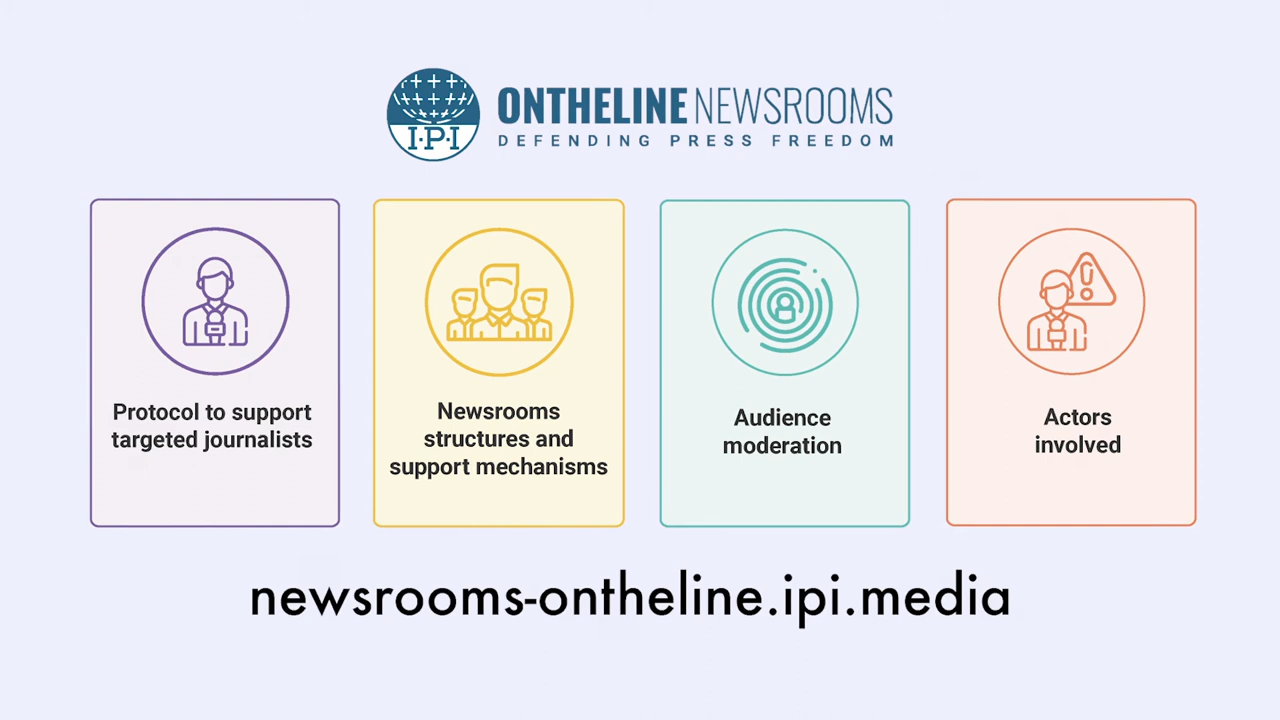 I·P·I
ONTHELINE NEWSROOMS
DEFENDING PRESS FREEDOM
Protocol to support
targeted journalists
Newsrooms
structures and
support mechanisms
Audience
moderation
Actors
involved
newsrooms-ontheline.ipi.media